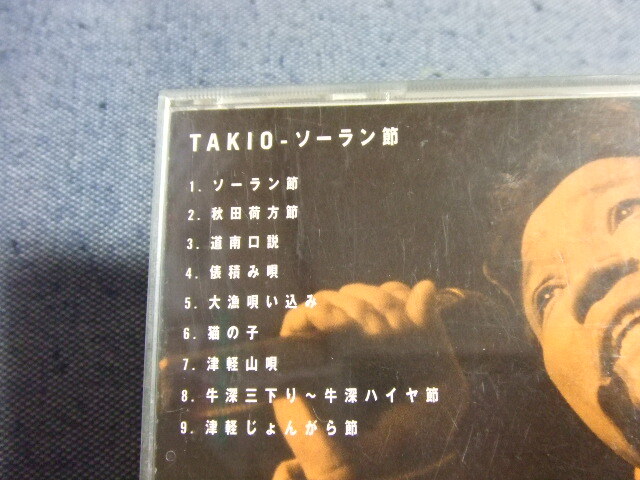 TAKIO-ソーラン節
1. ソーラン節
2. 秋田荷方節
3. 道南口説
4. 俵積み唄
5. 大漁唄い込み
6. 猫の子
7. 津軽山唄
8. 牛深三下り～牛深ハイヤ節
9. 津軽じょんがら節